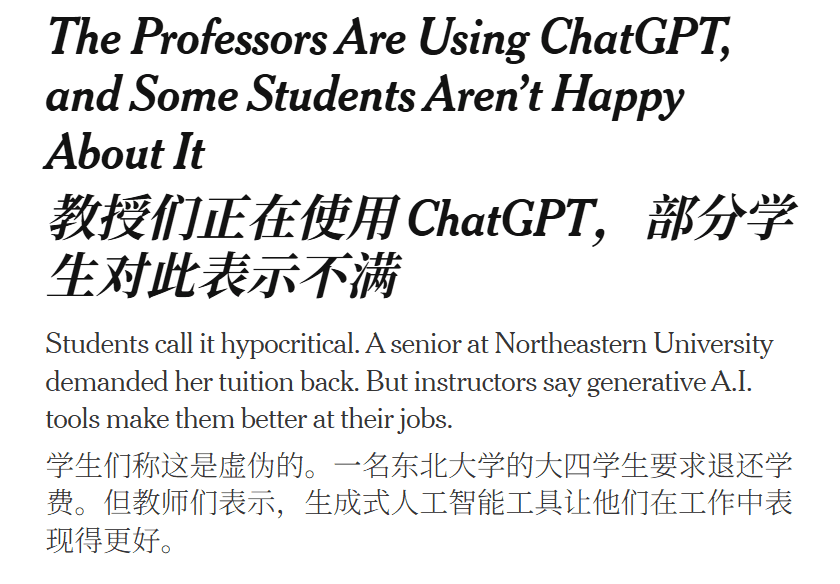 The Professors Are Using ChatGPT,
and Some Students Aren’t Happy
About It
教授们正在使用 ChatGPT，部分学
生对此表示不满
Students call it hypocritical. A senior at Northeastern University
demanded her tuition back. But instructors say generative A.I.
tools make them better at their jobs.
学生们称这是虚伪的。一名东北大学的大四学生要求退还学
费。但教师们表示，生成式人工智能工具让他们在工作中表
现得更好。